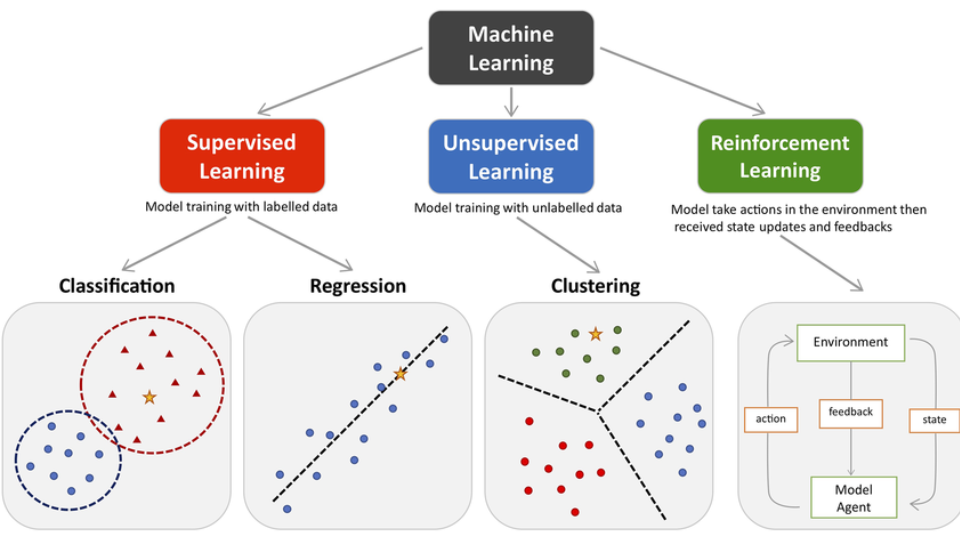 Machine
Learning
Supervised
Learning
Unsupervised
Learning
Reinforcement
Learning
Model training with labelled data
Model training with unlabelled data
Model take actions in the environment then
received state updates and feedbacks
Classification
Regression
Clustering
Environment
action
feedback
state
Model
Agent